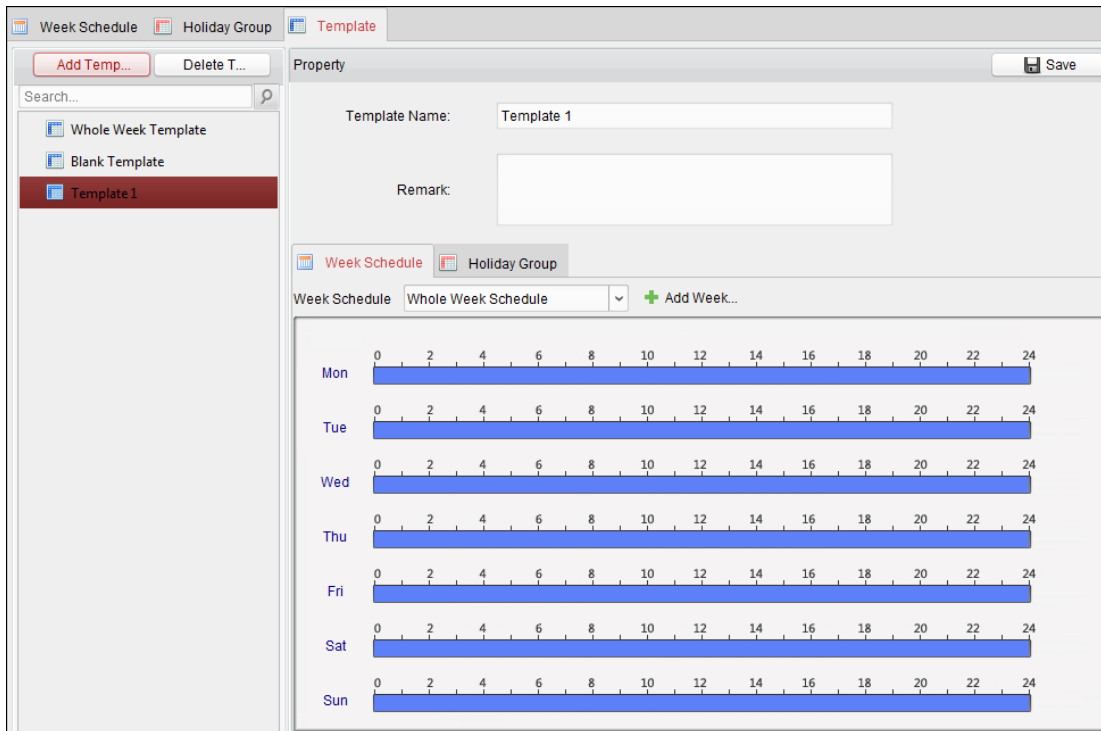 Week Schedule Holiday Group Template
Add Temp... Delete T... Property Save
Search...
Whole Week Template
Blank Template
Template 1
Template Name: Template 1
Remark:
Week Schedule Holiday Group
Week Schedule Whole Week Schedule Add Week...
0 2 4 6 8 10 12 14 16 18 20 22 24
Mon
0 2 4 6 8 10 12 14 16 18 20 22 24
Tue
0 2 4 6 8 10 12 14 16 18 20 22 24
Wed
0 2 4 6 8 10 12 14 16 18 20 22 24
Thu
0 2 4 6 8 10 12 14 16 18 20 22 24
Fri
0 2 4 6 8 10 12 14 16 18 20 22 24
Sat
0 2 4 6 8 10 12 14 16 18 20 22 24
Sun